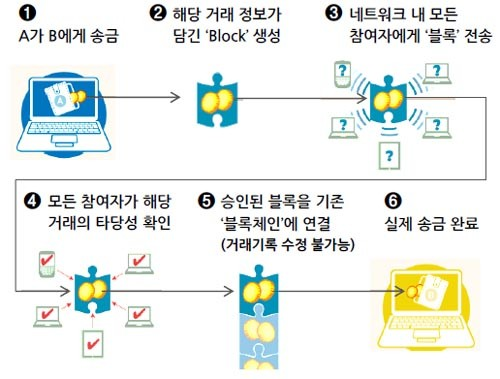 ❶
A가 B에게 송금
❷
해당 거래 정보가
담긴 ‘Block’ 생성
❸
네트워크 내 모든
참여자에게 ‘블록’ 전송
A
?
?
?
?
?
❹
모든 참여자가 해당
거래의 타당성 확인
❺
승인된 블록을 기존
‘블록체인’에 연결
(거래기록 수정 불가능)
❻
실제 송금 완료